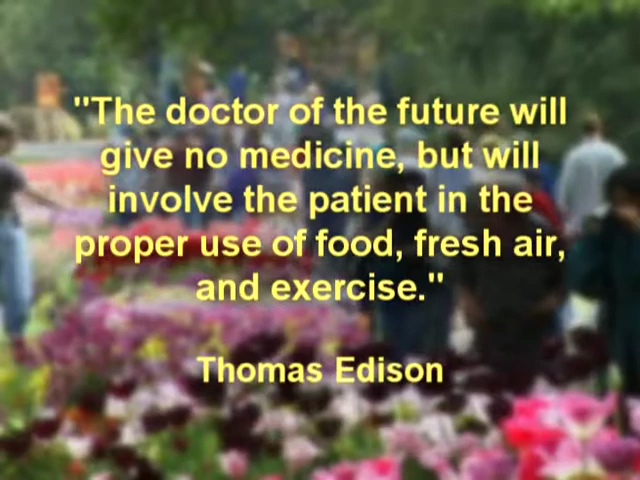 "The doctor of the future will
give no medicine, but will
involve the patient in the
proper use of food, fresh air,
and exercise."
Thomas Edison